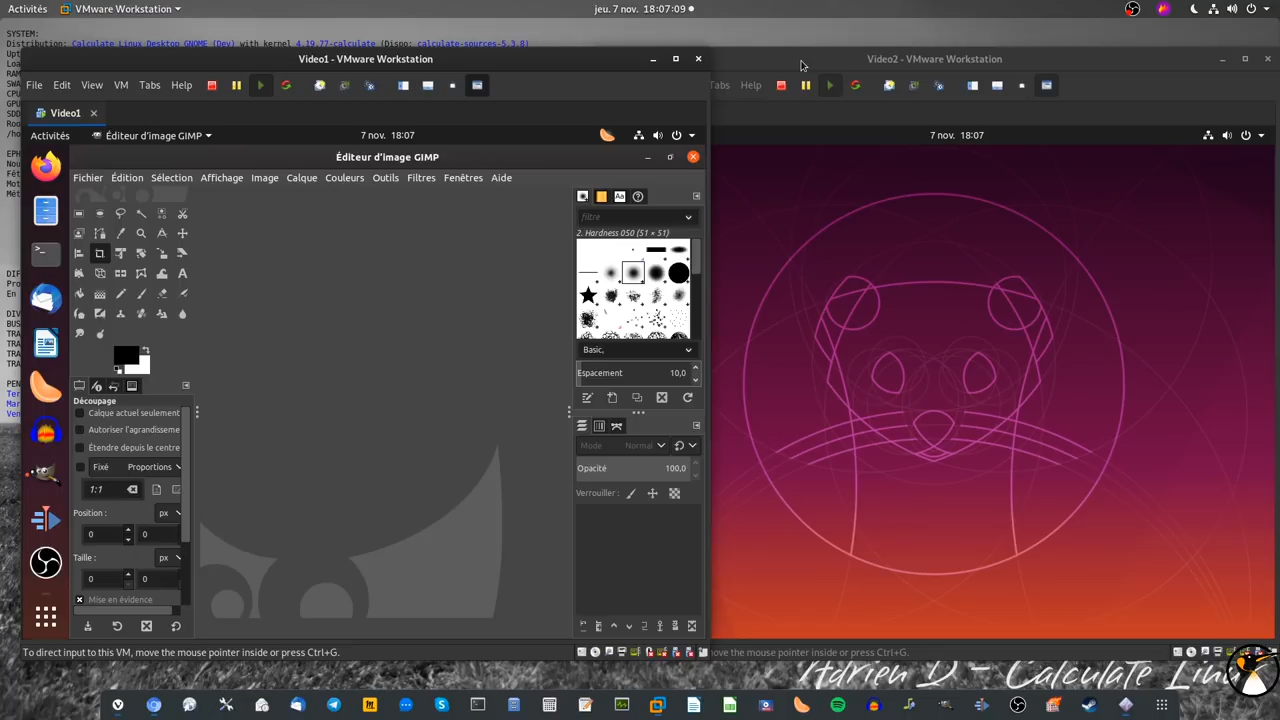 Activités VMware Workstation jeu. 7 nov. 18:07:09
SYSTEM:
Distribution: Calculate Linux Desktop GNOME (Dev) with kernel 4.19.77-calculate (Dispo: calculate-sources-5.3.8)
Video1 - VMware Workstation
Video2 - VMware Workstation
File Edit View Tabs Help
Tabs Help
Video1
Activités Éditeur d'image GIMP 7 nov. 18:07
7 nov. 18:07
Éditeur d'image GIMP
Fichier Édition Sélection Affichage Image Calque Couleurs Outils Filtres Fenêtres Aide
filtre
2. Hardness 050 (51 × 51)
Basic,
Espacement 10,0
Découpage
Calque actuel seulement
Autoriser l'agrandisseme
Étendre depuis le centre
Fixé Proportions
1:1
Position: px
0 0
Taille: px
0 0
Mise en évidence
Mode Normal
Opacité 100,0
Verrouiller :
To direct input to this VM, move the mouse pointer inside or press Ctrl+G.
move the mouse pointer inside or press Ctrl+G.
Adrien D - Calculate Linu